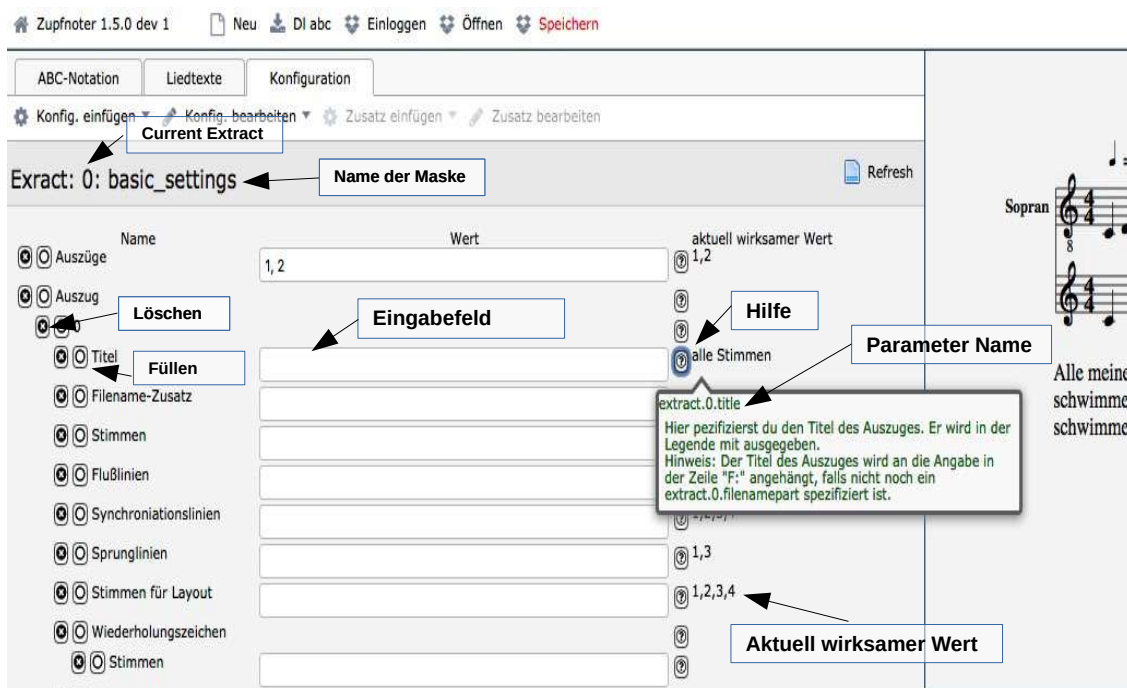 Zupfnoter 1.5.0 dev 1 Neu Dl abc Einloggen Öffnen Speichern
ABC-Notation Liedtexte Konfiguration
Konfig. einfügen Konfig. bearbeiten Zusatz einfügen Zusatz bearbeiten
Current Extract
Exract: 0: basic_settings Name der Maske Refresh
Sopran
8
Name Wert aktuell wirksamer Wert
Auszüge 1, 2 1,2
Auszug
Löschen Eingabefeld Hilfe
Titel alle Stimmen Parameter Name
Füllen
Alle meine
Filename-Zusatz extract.0.title schwimme
Hier pezifizierst du den Titel des Auszuges. Er wird in der
Stimmen Legende mit ausgegeben. schwimme
Hinweis: Der Titel des Auszuges wird an die Angabe in
Flußlinien der Zeile "F:" angehängt, falls nicht noch ein
extract.0.filenamepart spezifiziert ist.
Synchroniationslinien
Sprunglinien 1,3
Stimmen für Layout 1,2,3,4
Wiederholungszeichen
Aktuell wirksamer Wert
Stimmen